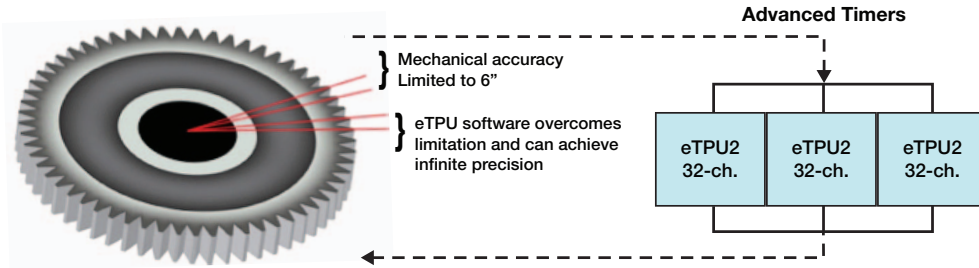 Advanced Timers
Mechanical accuracy
Limited to 6”
eTPU software overcomes
limitation and can achieve
infinite precision
eTPU2
32-ch.
eTPU2
32-ch.
eTPU2
32-ch.